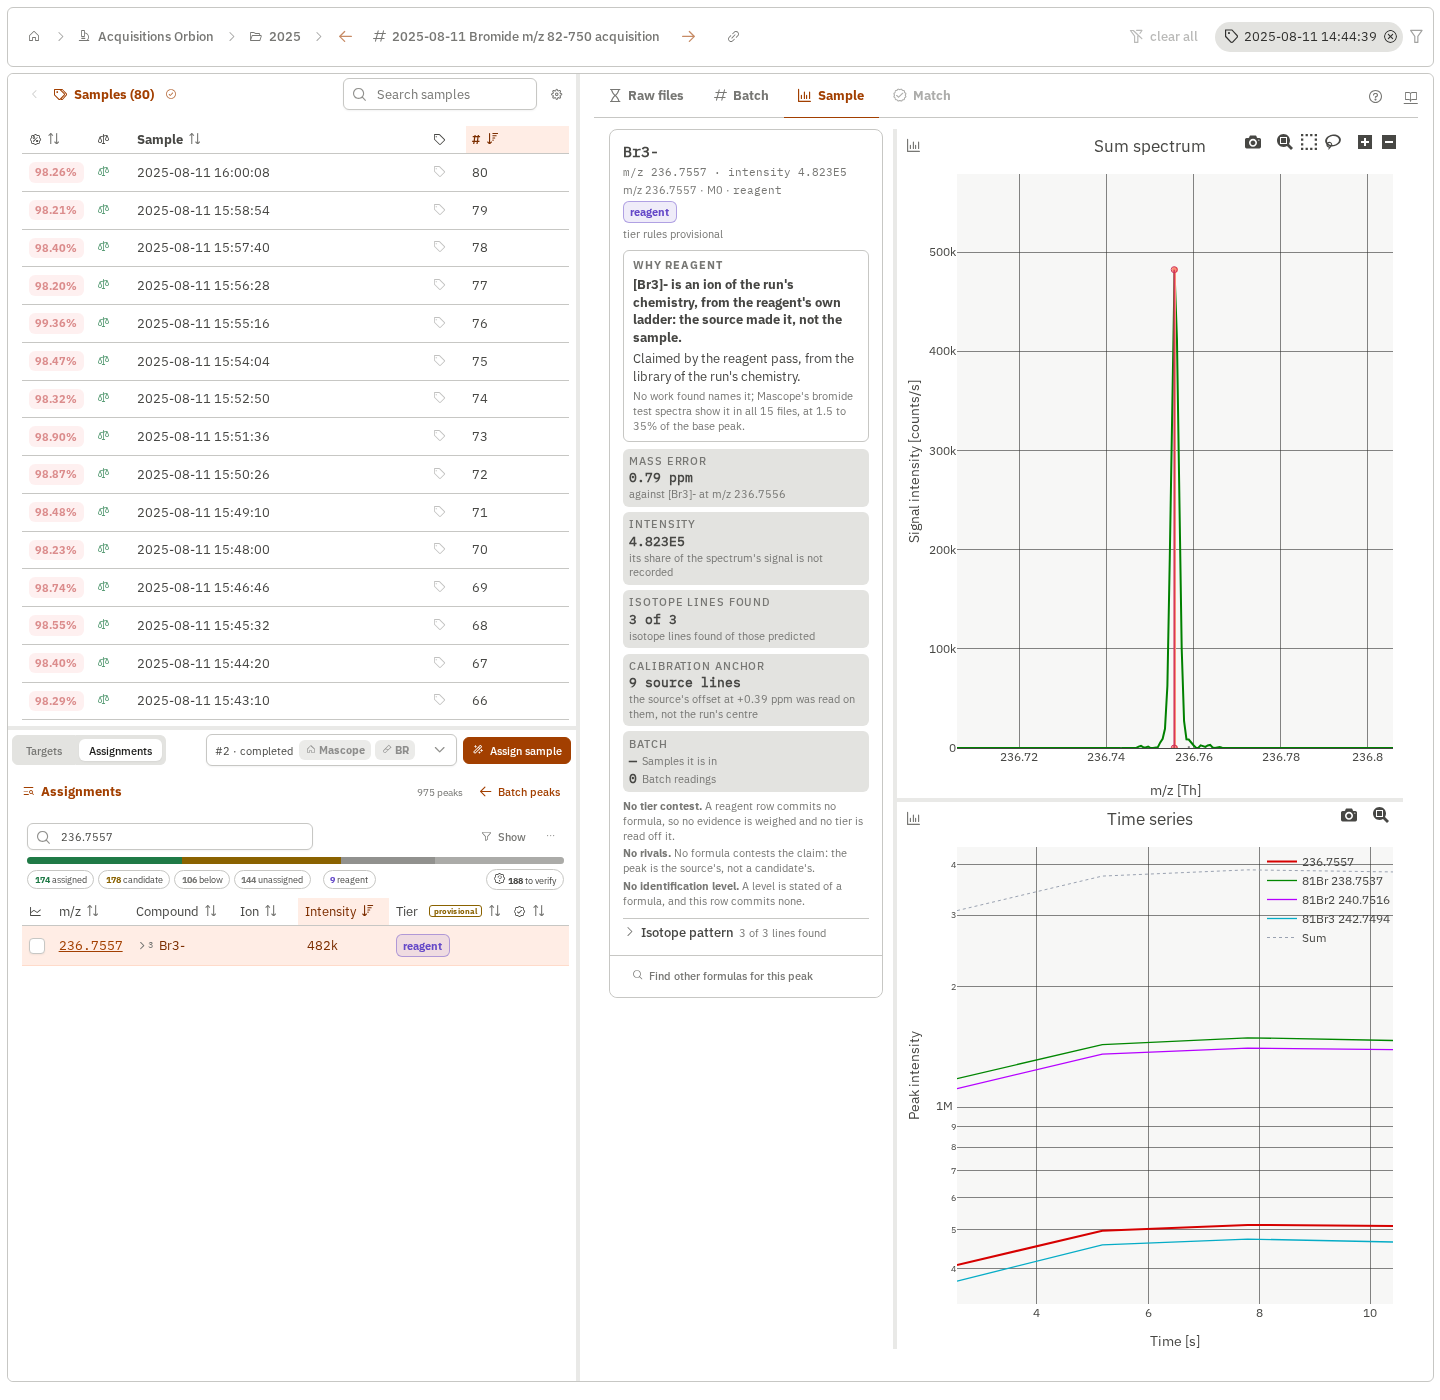 Acquisitions Orbion
2025
2025-08-11 Bromide m/z 82-750 acquisition
clear all
2025-08-11 14:44:39
Samples (80)
Search samples
Sample
#
98.26% 2025-08-11 16:00:08 80
98.21% 2025-08-11 15:58:54 79
98.40% 2025-08-11 15:57:40 78
98.20% 2025-08-11 15:56:28 77
99.36% 2025-08-11 15:55:16 76
98.47% 2025-08-11 15:54:04 75
98.32% 2025-08-11 15:52:50 74
98.90% 2025-08-11 15:51:36 73
98.87% 2025-08-11 15:50:26 72
98.48% 2025-08-11 15:49:10 71
98.23% 2025-08-11 15:48:00 70
98.74% 2025-08-11 15:46:46 69
98.55% 2025-08-11 15:45:32 68
98.40% 2025-08-11 15:44:20 67
98.29% 2025-08-11 15:43:10 66
Targets
Assignments
#2 · completed
Mascope
BR
Assign sample
Assignments
975 peaks
Batch peaks
236.7557
Show
...
174 assigned
178 candidate
106 below
144 unassigned
9 reagent
188 to verify
m/z Compound Ion Intensity Tier provisional
236.7557 3 Br3- 482k reagent
Raw files
Batch
Sample
Match
Br3-
m/z 236.7557 · intensity 4.823E5
m/z 236.7557 · M0 · reagent
reagent
tier rules provisional
WHY REAGENT
[Br3]- is an ion of the run's
chemistry, from the reagent's own
ladder: the source made it, not the
sample.
Claimed by the reagent pass, from the
library of the run's chemistry.
No work found names it; Mascope's bromide
test spectra show it in all 15 files, at 1.5 to
35% of the base peak.
MASS ERROR
0.79 ppm
against [Br3]- at m/z 236.7556
INTENSITY
4.823E5
its share of the spectrum's signal is not
recorded
ISOTOPE LINES FOUND
3 of 3
isotope lines found of those predicted
CALIBRATION ANCHOR
9 source lines
the source's offset at +0.39 ppm was read on
them, not the run's centre
BATCH
— Samples it is in
0 Batch readings
No tier contest. A reagent row commits no
formula, so no evidence is weighed and no tier is
read off it.
No rivals. No formula contests the claim: the
peak is the source's, not a candidate's.
No identification level. A level is stated of a
formula, and this row commits none.
Isotope pattern 3 of 3 lines found
Find other formulas for this peak
Sum spectrum
Signal intensity [counts/s]
500k
400k
300k
200k
100k
0
236.72 236.74 236.76 236.78 236.8
m/z [Th]
Time series
Peak intensity
4
3
2
1M
9
8
7
6
5
4
236.7557
81Br 238.7537
81Br2 240.7516
81Br3 242.7494
Sum
4 6 8 10
Time [s]